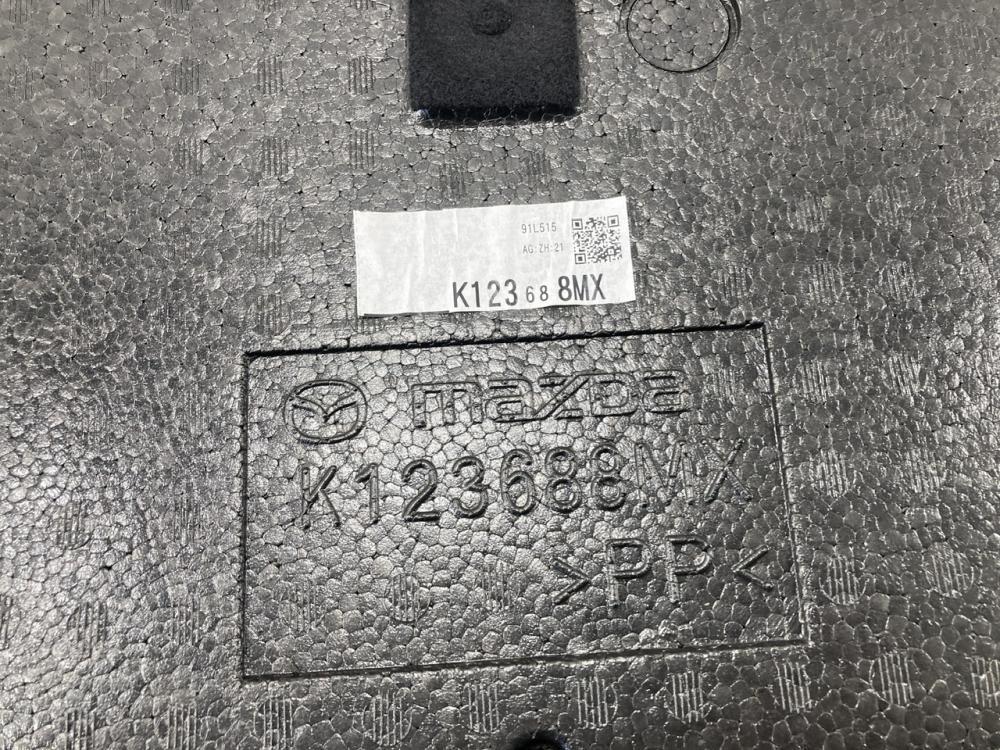 91L515
AG:ZH:21
K123 68 8MX
mazda
K123688MX
>PP<